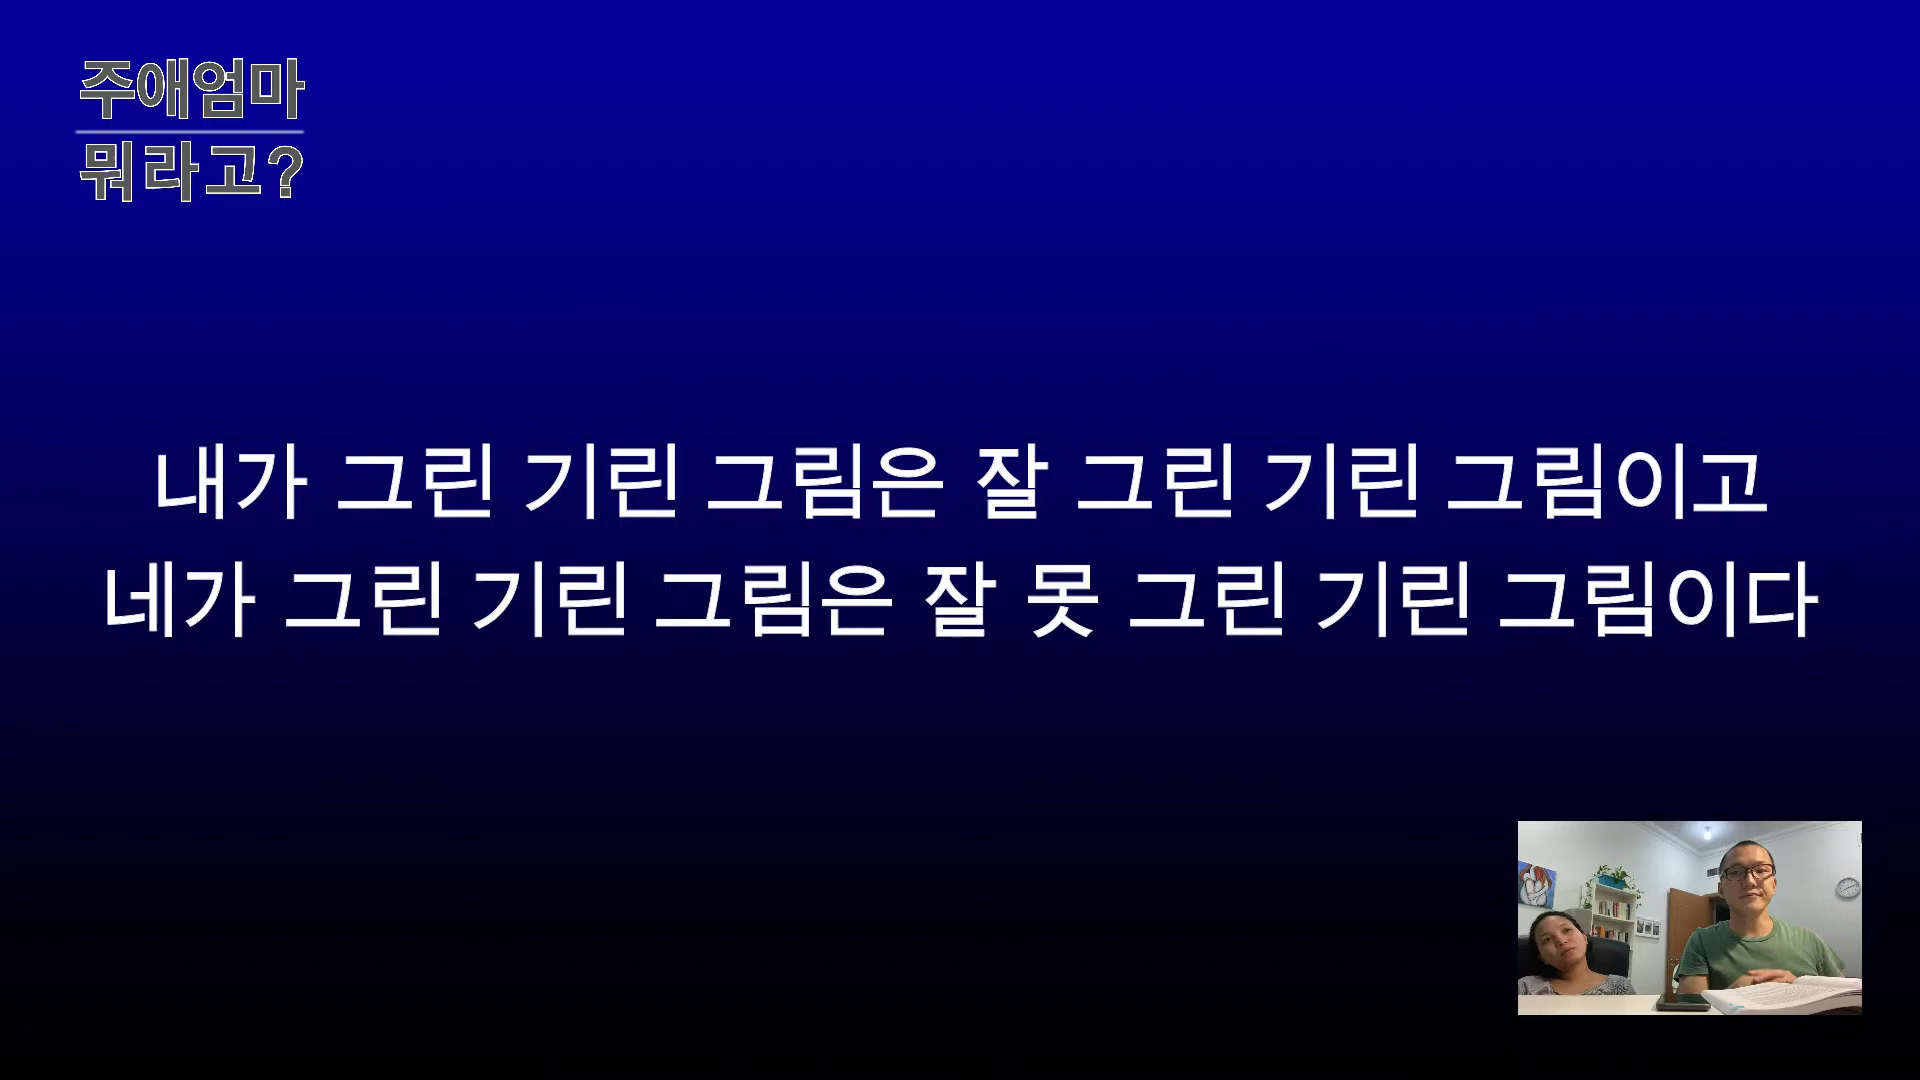 주애엄마
뭐라고?
내가 그린 기린 그림은 잘 그린 기린 그림이고
네가 그린 기린 그림은 잘 못 그린 기린 그림이다